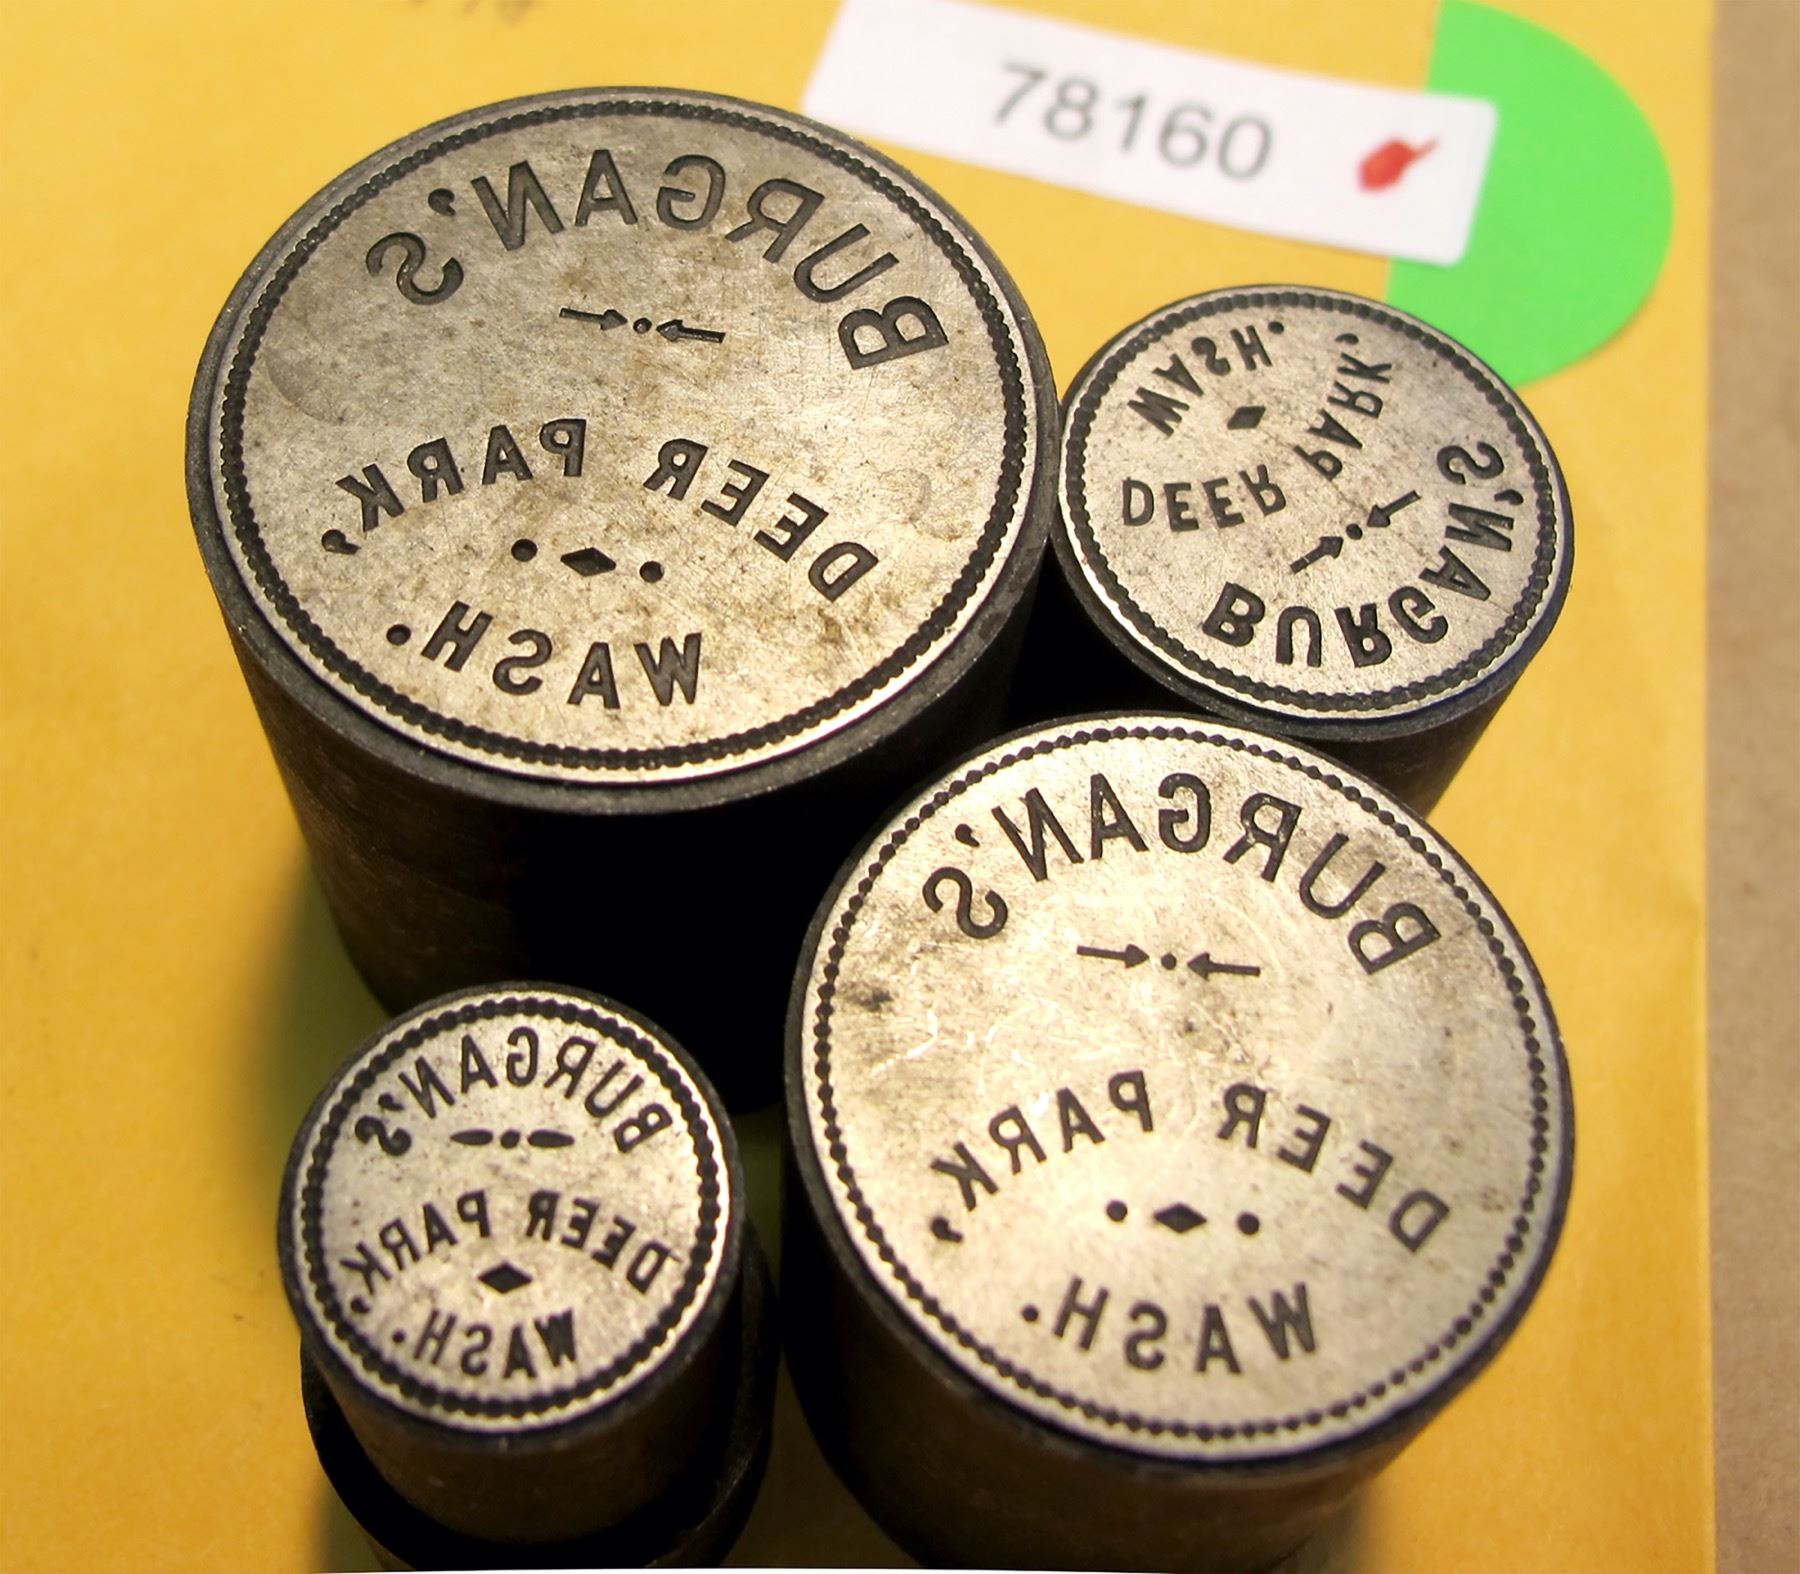 78160
BURGAN'S
DEER PARK,
WASH.
BURGAN'S
DEER PARK,
WASH.
BURGAN'S
DEER PARK,
WASH.
BURGAN'S
DEER PARK,
WASH.